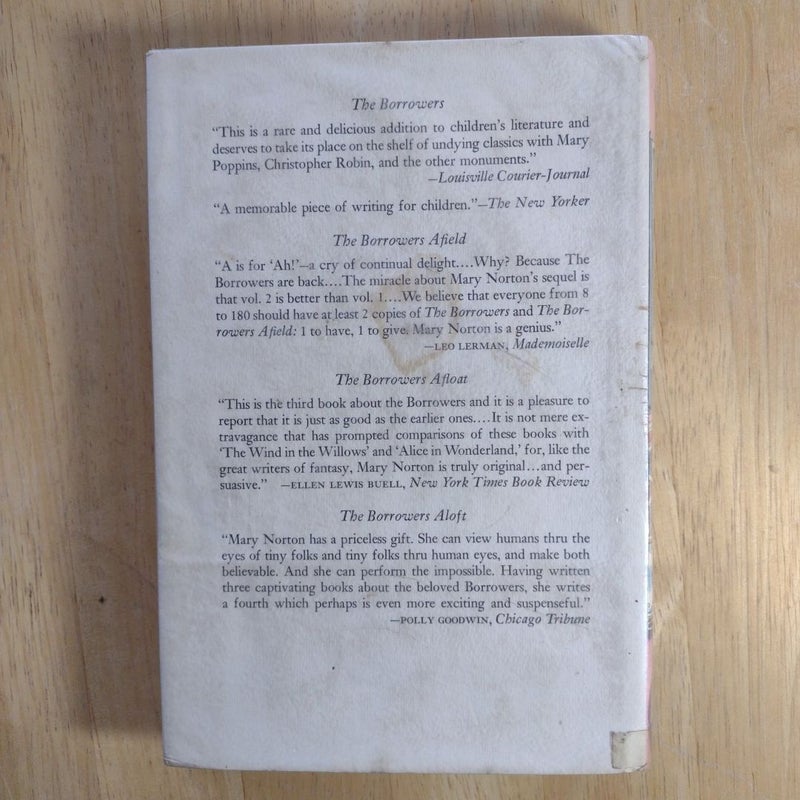 The Borrowers
“This is a rare and delicious addition to children’s literature and
deserves to take its place on the shelf of undying classics with Mary
Poppins, Christopher Robin, and the other monuments.”
—Louisville Courier-Journal
“A memorable piece of writing for children.”—The New Yorker
The Borrowers Afield
“A is for ‘Ah!’—a cry of continual delight....Why? Because The
Borrowers are back....The miracle about Mary Norton’s sequel is
that vol. 2 is better than vol. 1....We believe that everyone from 8
to 180 should have at least 2 copies of The Borrowers and The Bor-
rowers Afield: 1 to have, 1 to give. Mary Norton is a genius.”
—LEO LERMAN, Mademoiselle
The Borrowers Afloat
“This is the third book about the Borrowers and it is a pleasure to
report that it is just as good as the earlier ones....It is not mere ex-
travagance that has prompted comparisons of these books with
‘The Wind in the Willows’ and ‘Alice in Wonderland,’ for, like the
great writers of fantasy, Mary Norton is truly original...and per-
suasive.” —ELLEN LEWIS BUELL, New York Times Book Review
The Borrowers Aloft
“Mary Norton has a priceless gift. She can view humans thru the
eyes of tiny folks and tiny folks thru human eyes, and make both
believable. And she can perform the impossible. Having written
three captivating books about the beloved Borrowers, she writes
a fourth which perhaps is even more exciting and suspenseful.”
—POLLY GOODWIN, Chicago Tribune